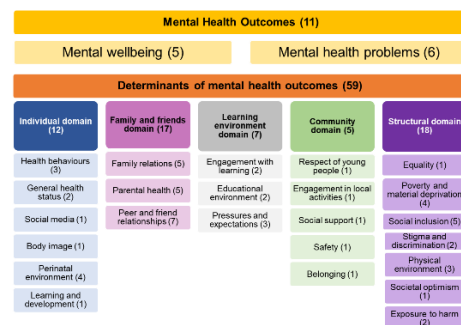 Mental Health Outcomes (11)
Mental wellbeing (5)
Mental health problems (6)
Determinants of mental health outcomes (59)
Individual domain
(12)
Health behaviours
(3)
General health
status (2)
Social media (1)
Body image (1)
Perinatal
environment (4)
Learning and
development (1)
Family and friends
domain (17)
Family relations (5)
Parental health (5)
Peer and friend
relationships (7)
Learning
environment
domain (7)
Engagement with
learning (2)
Educational
environment (2)
Pressures and
expectations (3)
Community
domain (5)
Respect of young
people (1)
Engagement in local
activities (1)
Social support (1)
Safety (1)
Belonging (1)
Structural domain
(18)
Equality (1)
Poverty and
material deprivation
(4)
Social inclusion (5)
Stigma and
discrimination (2)
Physical
environment (3)
Societal optimism
(1)
Exposure to harm
(2)